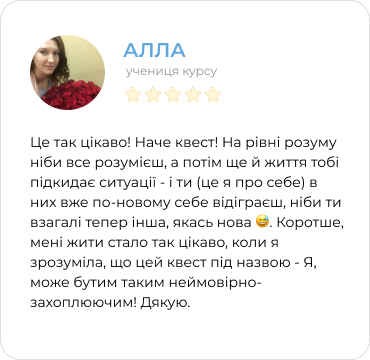 АЛЛА
учениця курсу
Це так цікаво! Наче квест! На рівні розуму
ніби все розумієш, а потім ще й життя тобі
підкидає ситуації - і ти (це я про себе) в
них вже по-новому себе відіграєш, ніби ти
взагалі тепер інша, якась нова 😅. Коротше,
мені жити стало так цікаво, коли я
зрозуміла, що цей квест під назвою - Я,
може бутим таким неймовірно-
захоплюючим! Дякую.